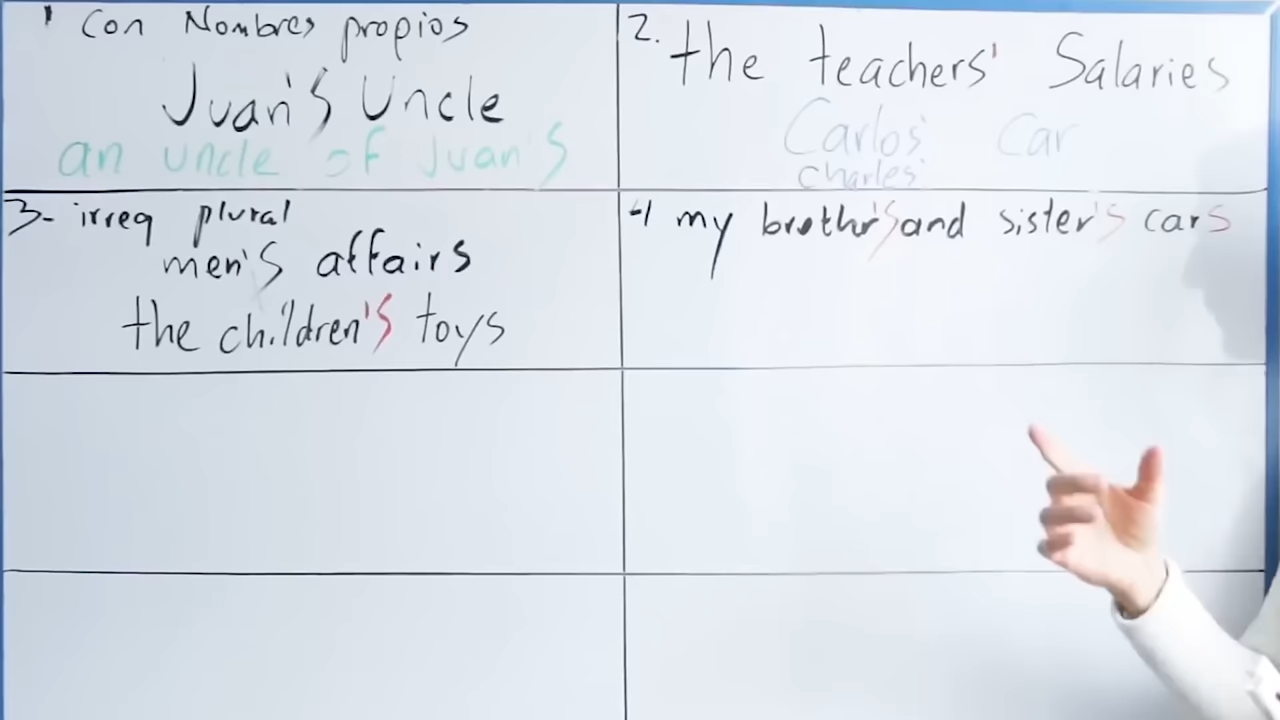 1 Con Nombres propios
Juan's Uncle
an uncle of Juan's
2. the teachers' Salaries
Carlos' Car
charles'
3- irreg plural
men's affairs
the children's toys
4 my brothr's and sister's cars